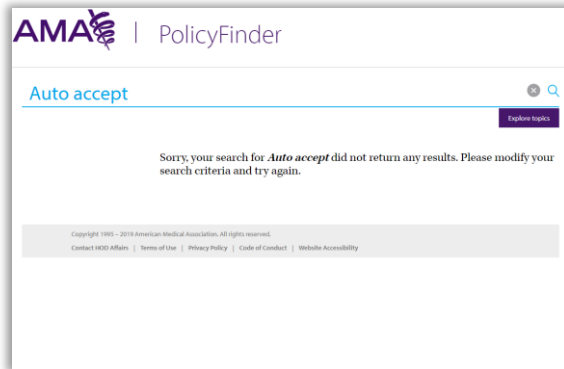 AMA | PolicyFinder
Auto accept
Explore topics
Sorry, your search for Auto accept did not return any results. Please modify your
search criteria and try again.
Copyright 1995 – 2019 American Medical Association. All rights reserved.
Contact HOD Affairs | Terms of Use | Privacy Policy | Code of Conduct | Website Accessibility